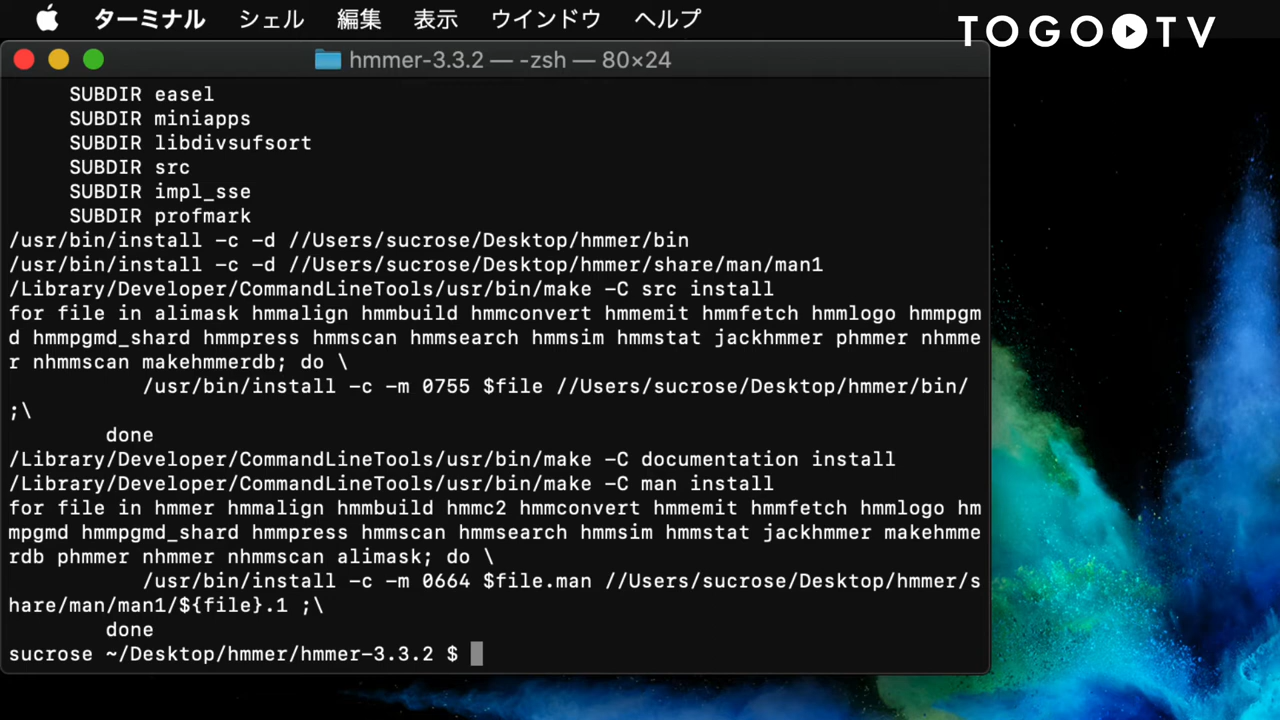 ターミナル シェル 編集 表示 ウインドウ ヘルプ
TOGO TV
hmmer-3.3.2 — -zsh — 80×24
SUBDIR easel
SUBDIR miniapps
SUBDIR libdivsufsort
SUBDIR src
SUBDIR impl_sse
SUBDIR profmark
/usr/bin/install -c -d //Users/sucrose/Desktop/hmmer/bin
/usr/bin/install -c -d //Users/sucrose/Desktop/hmmer/share/man/man1
/Library/Developer/CommandLineTools/usr/bin/make -C src install
for file in alimask hmmalign hmmbuild hmmconvert hmmemit hmmfetch hmmlogo hmmpgm
d hmmpgmd_shard hmmpress hmmscan hmmsearch hmmsim hmmstat jackhmmer phmmer nhmme
r nhmmscan makehmmerdb; do \
/usr/bin/install -c -m 0755 $file //Users/sucrose/Desktop/hmmer/bin/
;\
done
/Library/Developer/CommandLineTools/usr/bin/make -C documentation install
/Library/Developer/CommandLineTools/usr/bin/make -C man install
for file in hmmer hmmalign hmmbuild hmmc2 hmmconvert hmmemit hmmfetch hmmlogo hm
mpgmd hmmpgmd_shard hmmpress hmmscan hmmsearch hmmsim hmmstat jackhmmer makehmme
rdb phmmer nhmmer nhmmscan alimask; do \
/usr/bin/install -c -m 0664 $file.man //Users/sucrose/Desktop/hmmer/s
hare/man/man1/${file}.1 ;\
done
sucrose ~/Desktop/hmmer/hmmer-3.3.2 $